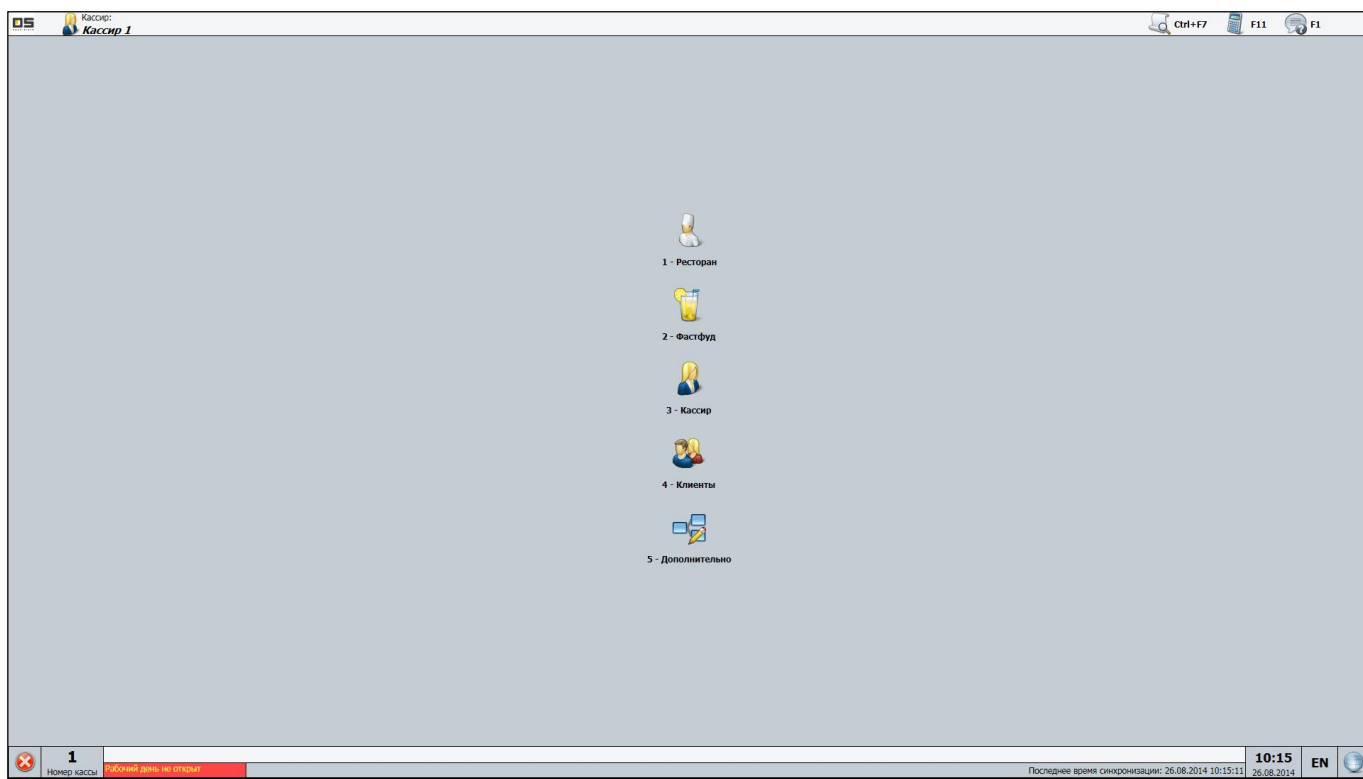 DS
Кассир:
Кассир 1
Ctrl+F7
F11
F1
1 - Ресторан
2 - Фастфуд
3 - Кассир
4 - Клиенты
5 - Дополнительно
1
Номер кассы
Рабочий день не открыт
Последнее время синхронизации: 26.08.2014 10:15:11
10:15
26.08.2014
EN